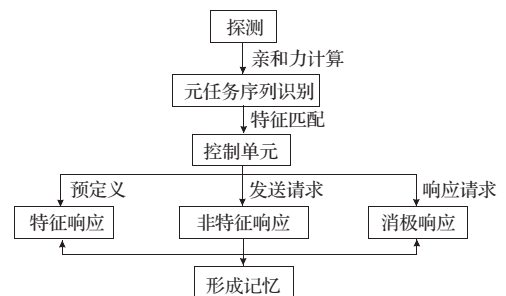 探测
亲和力计算
元任务序列识别
特征匹配
控制单元
预定义 发送请求 响应请求
特征响应 非特征响应 消极响应
形成记忆